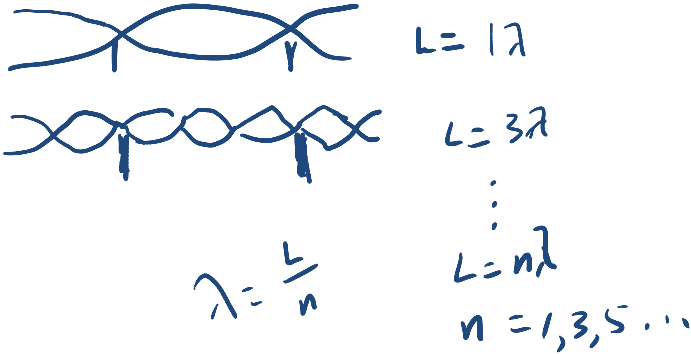 L = 1λ
L = 3λ
⋮
L = nλ
λ = L/n
n = 1, 3, 5 ...